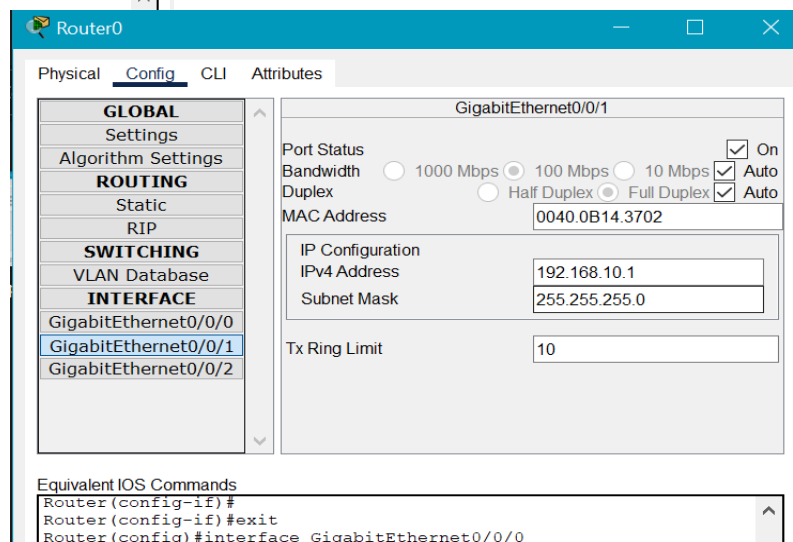 Router0
Physical Config CLI Attributes
GLOBAL
Settings
Algorithm Settings
ROUTING
Static
RIP
SWITCHING
VLAN Database
INTERFACE
GigabitEthernet0/0/0
GigabitEthernet0/0/1
GigabitEthernet0/0/2
GigabitEthernet0/0/1
Port Status On
Bandwidth 1000 Mbps 100 Mbps 10 Mbps Auto
Duplex Half Duplex Full Duplex Auto
MAC Address 0040.0B14.3702
IP Configuration
IPv4 Address 192.168.10.1
Subnet Mask 255.255.255.0
Tx Ring Limit 10
Equivalent IOS Commands
Router(config-if)#
Router(config-if)#exit
Router(config)#interface GigabitEthernet0/0/0